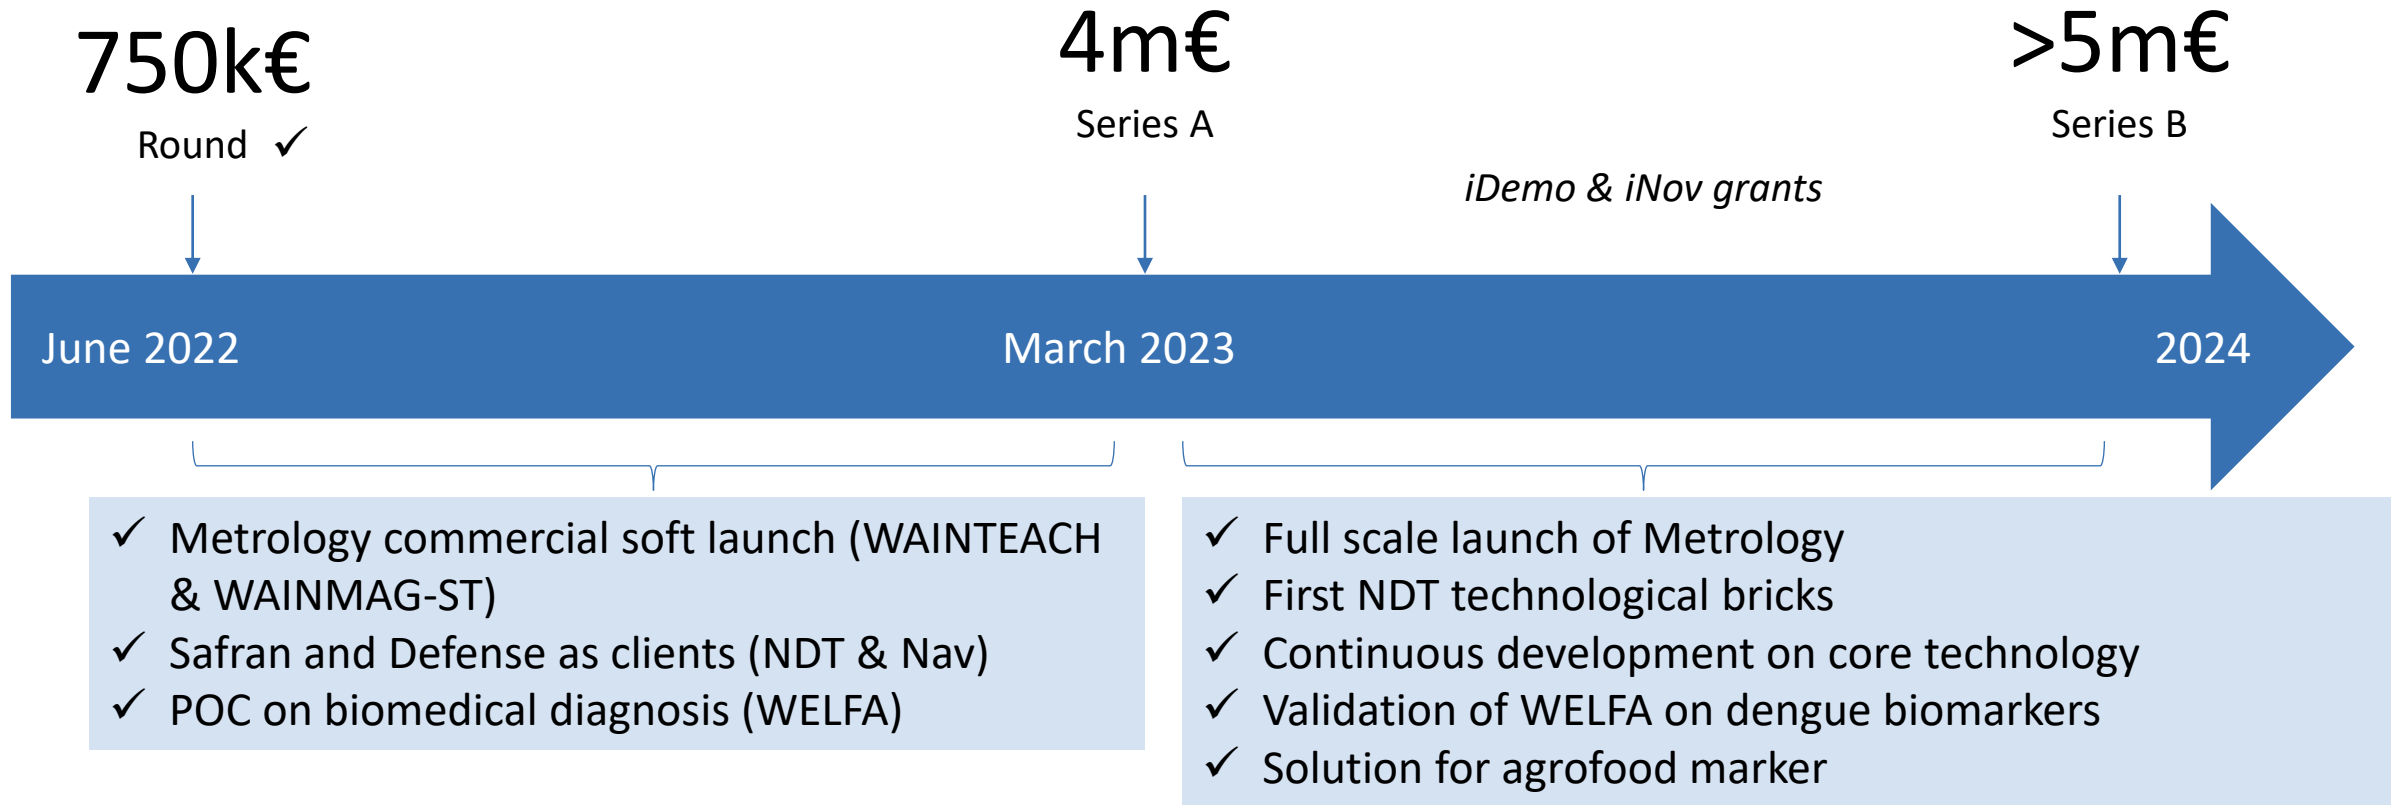 750k€
Round ✓
4m€
Series A
>5m€
Series B
iDemo & iNov grants
June 2022
March 2023
2024
✓ Metrology commercial soft launch (WAINTEACH
& WAINMAG-ST)
✓ Safran and Defense as clients (NDT & Nav)
✓ POC on biomedical diagnosis (WELFA)
✓ Full scale launch of Metrology
✓ First NDT technological bricks
✓ Continuous development on core technology
✓ Validation of WELFA on dengue biomarkers
✓ Solution for agrofood marker